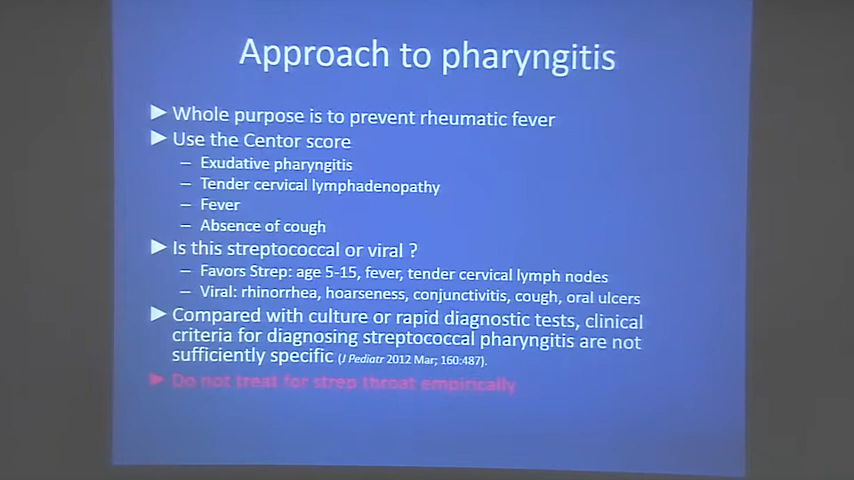 Approach to pharyngitis
► Whole purpose is to prevent rheumatic fever
► Use the Centor score
– Exudative pharyngitis
– Tender cervical lymphadenopathy
– Fever
– Absence of cough
► Is this streptococcal or viral ?
– Favors Strep: age 5-15, fever, tender cervical lymph nodes
– Viral: rhinorrhea, hoarseness, conjunctivitis, cough, oral ulcers
► Compared with culture or rapid diagnostic tests, clinical
criteria for diagnosing streptococcal pharyngitis are not
sufficiently specific (J Pediatr 2012 Mar; 160:487).
► Do not treat for strep throat empirically